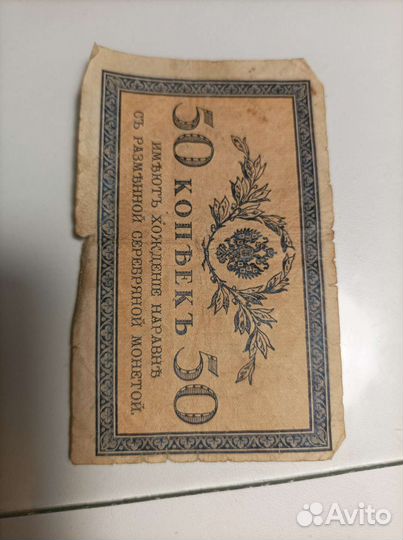 50 КОПѢЕКЪ 50
ИМѢЮТЪ ХОЖДЕНІЕ НАРАВНѢ
СЪ РАЗМѢННОЙ СЕРЕБРЯНОЙ МОНЕТОЙ.
Avito